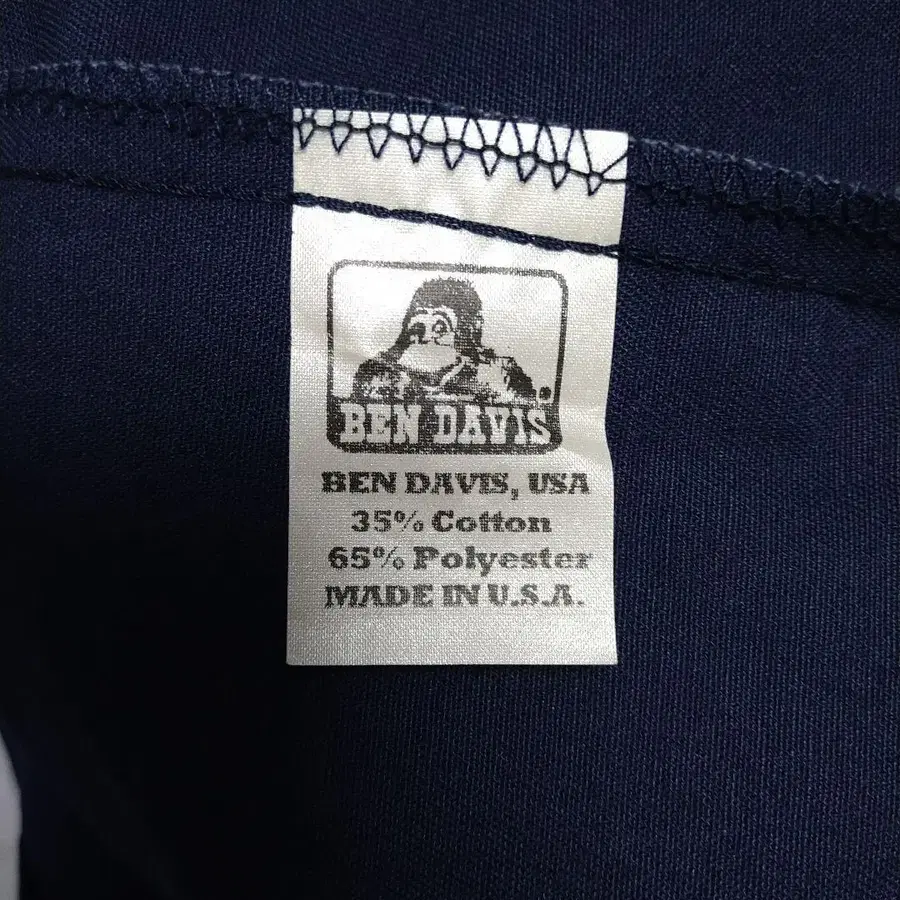 BEN DAVIS
BEN DAVIS, USA
35% Cotton
65% Polyester
MADE IN U.S.A.